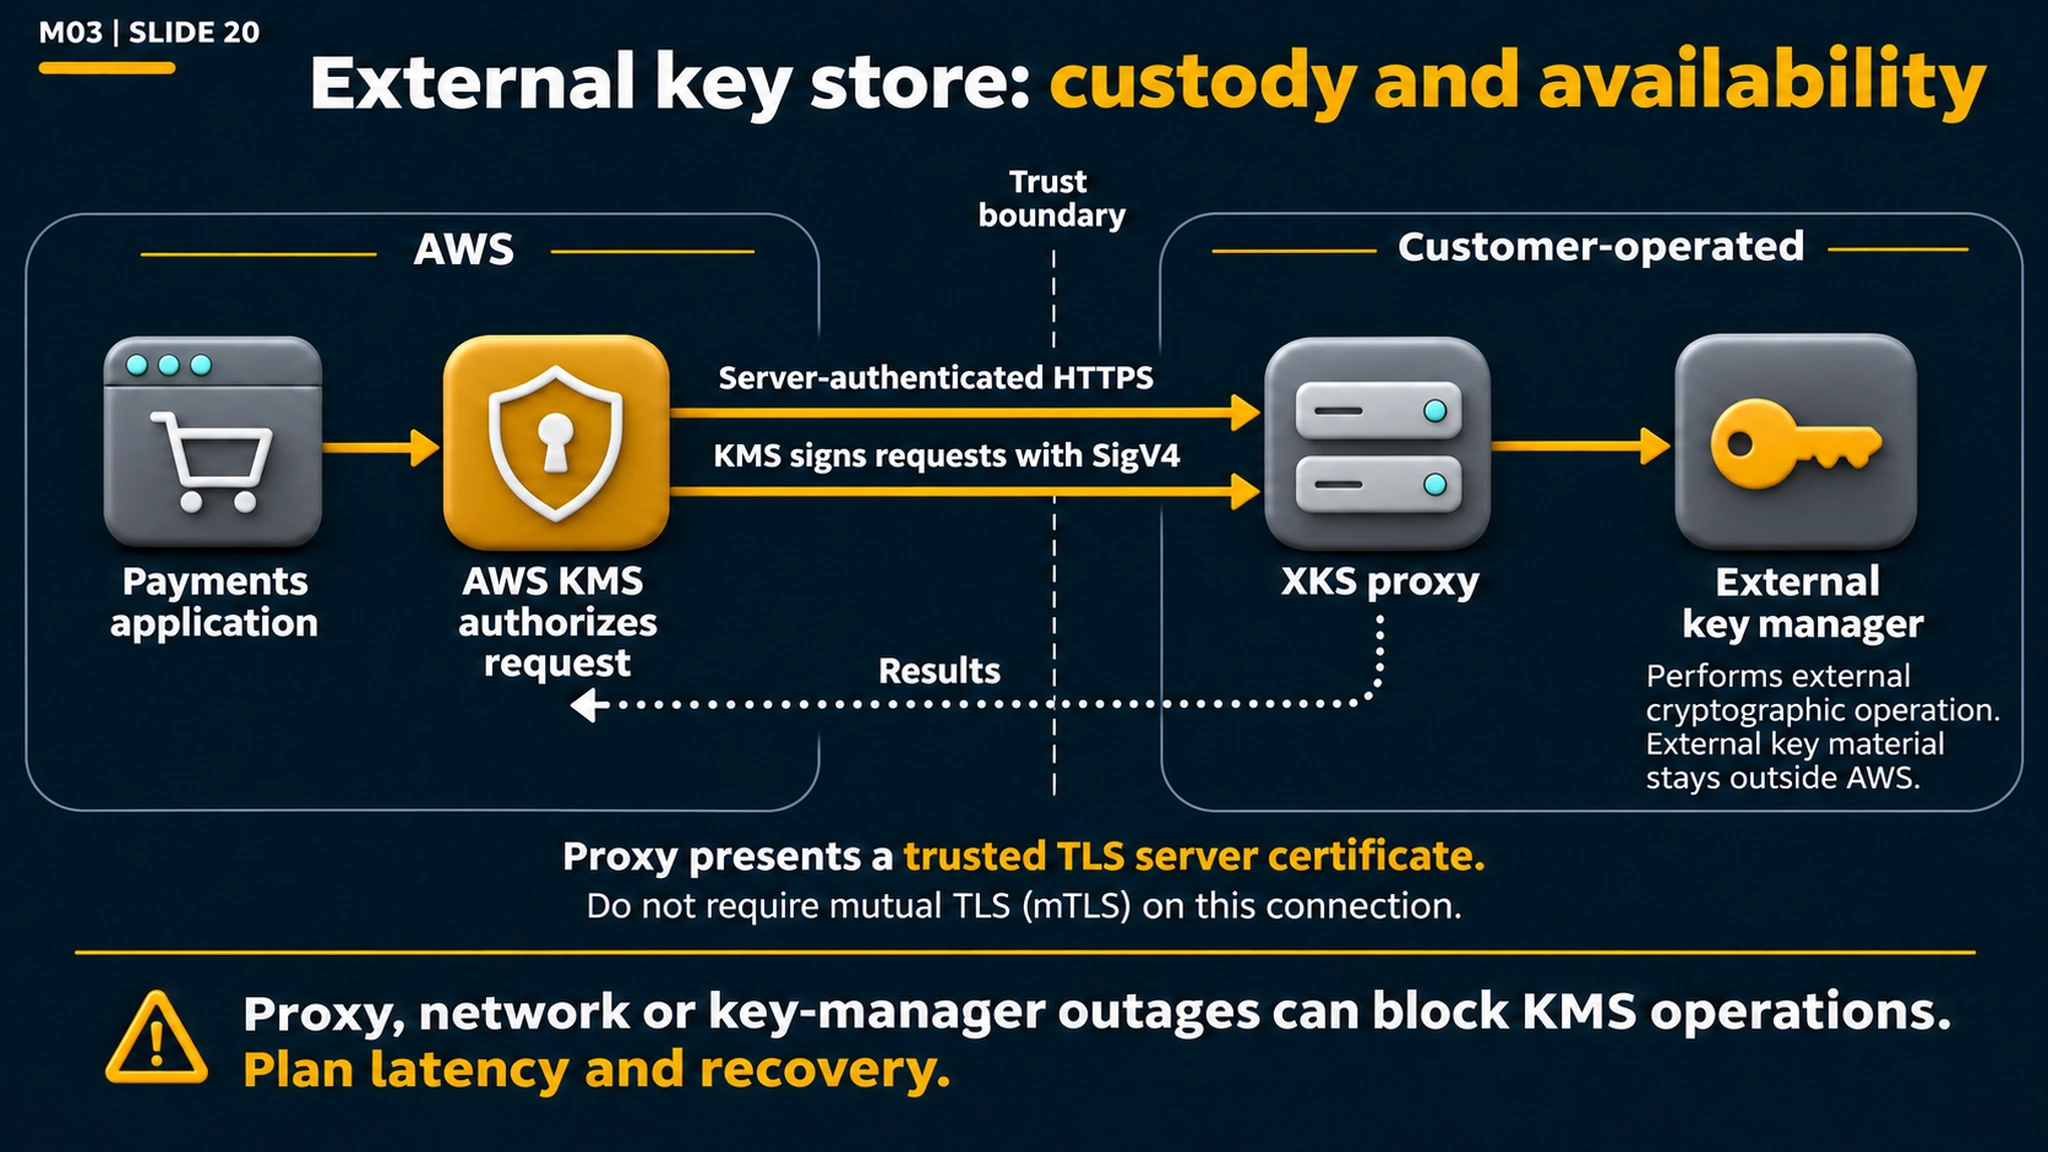 M03 | SLIDE 20
External key store: custody and availability
Trust
boundary
AWS
Customer-operated
Server-authenticated HTTPS
KMS signs requests with SigV4
Payments
application
AWS KMS
authorizes
request
XKS proxy
External
key manager
Results
Performs external
cryptographic operation.
External key material
stays outside AWS.
Proxy presents a trusted TLS server certificate.
Do not require mutual TLS (mTLS) on this connection.
Proxy, network or key-manager outages can block KMS operations.
Plan latency and recovery.